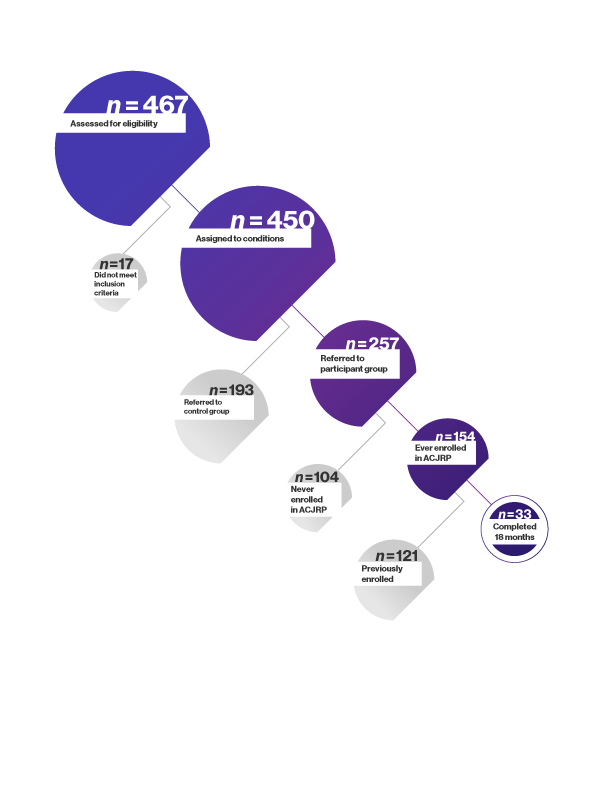 n=467
Assessed for eligibility
n=450
Assigned to conditions
n=17
Did not meet
inclusion
criteria
n=257
Referred to
participant group
n=193
Referred to
control group
n=154
Ever enrolled
in ACJRP
n=104
Never
enrolled
in ACJRP
n=33
Completed
18 months
n=121
Previously
enrolled